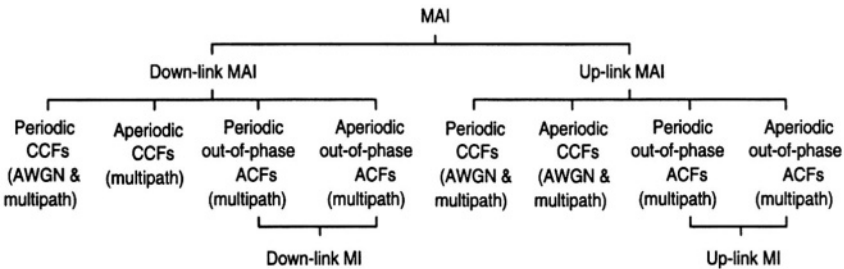 MAI
Down-link MAI
Up-link MAI
Periodic
CCFs
(AWGN &
multipath)
Aperiodic
CCFs
(multipath)
Periodic
out-of-phase
ACFs
(multipath)
Aperiodic
out-of-phase
ACFs
(multipath)
Periodic
CCFs
(AWGN &
multipath)
Aperiodic
CCFs
(AWGN &
multipath)
Periodic
out-of-phase
ACFs
(multipath)
Aperiodic
out-of-phase
ACFs
(multipath)
Down-link MI
Up-link MI